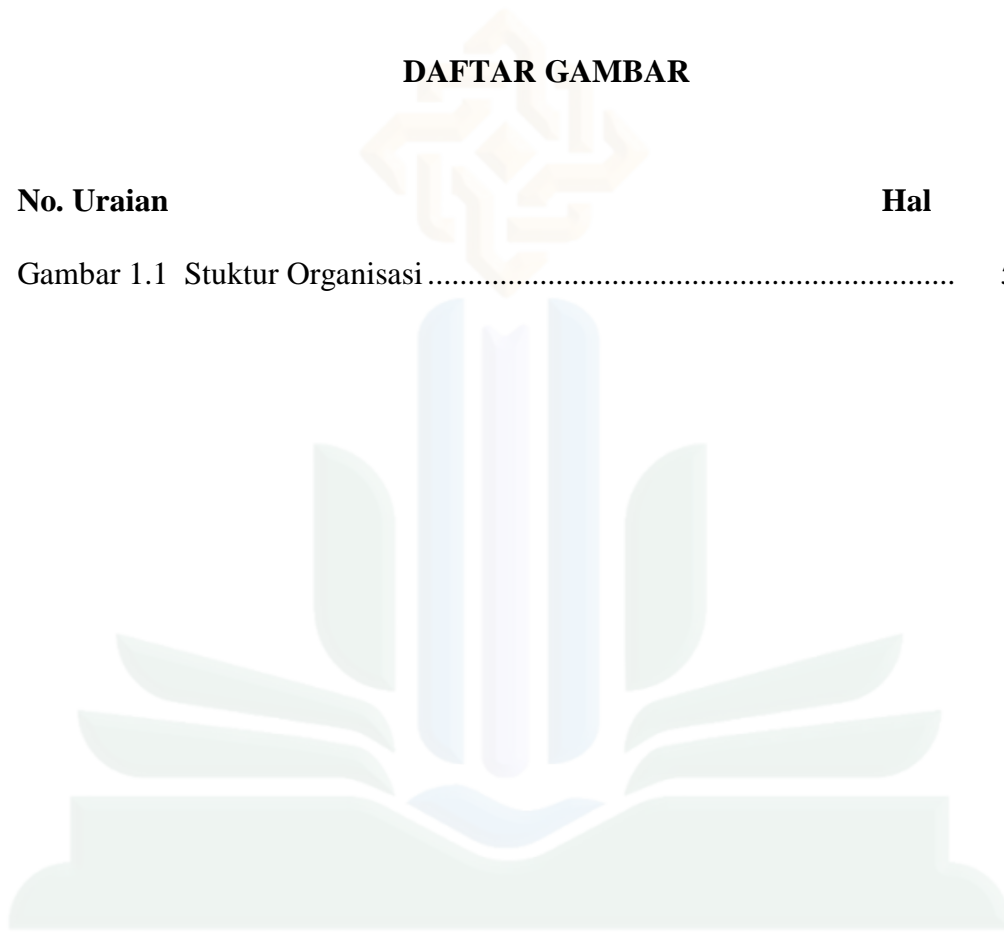 DAFTAR GAMBAR
No. Uraian Hal
Gambar 1.1 Stuktur Organisasi..................................................................